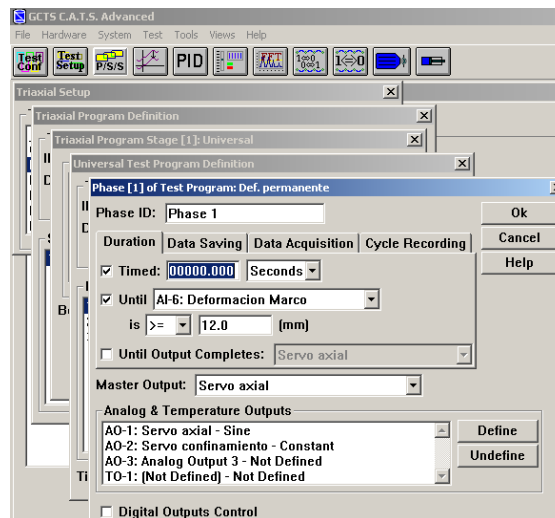 GCTS C.A.T.S. Advanced
File Hardware System Test Tools Views Help
Test Conf Test Setup P/S/S PID
Triaxial Setup
Triaxial Program Definition
Triaxial Program Stage [1]: Universal
Universal Test Program Definition
Phase [1] of Test Program: Def. permanente
Phase ID: Phase 1
Ok
Duration Data Saving Data Acquisition Cycle Recording
Cancel
Timed: 00000.000 Seconds
Help
Until AI-6: Deformacion Marco
is >= 12.0 (mm)
Until Output Completes: Servo axial
Master Output: Servo axial
Analog & Temperature Outputs
AO-1: Servo axial - Sine
AO-2: Servo confinamiento - Constant
AO-3: Analog Output 3 - Not Defined
TO-1: (Not Defined) - Not Defined
Define
Undefine
Digital Outputs Control